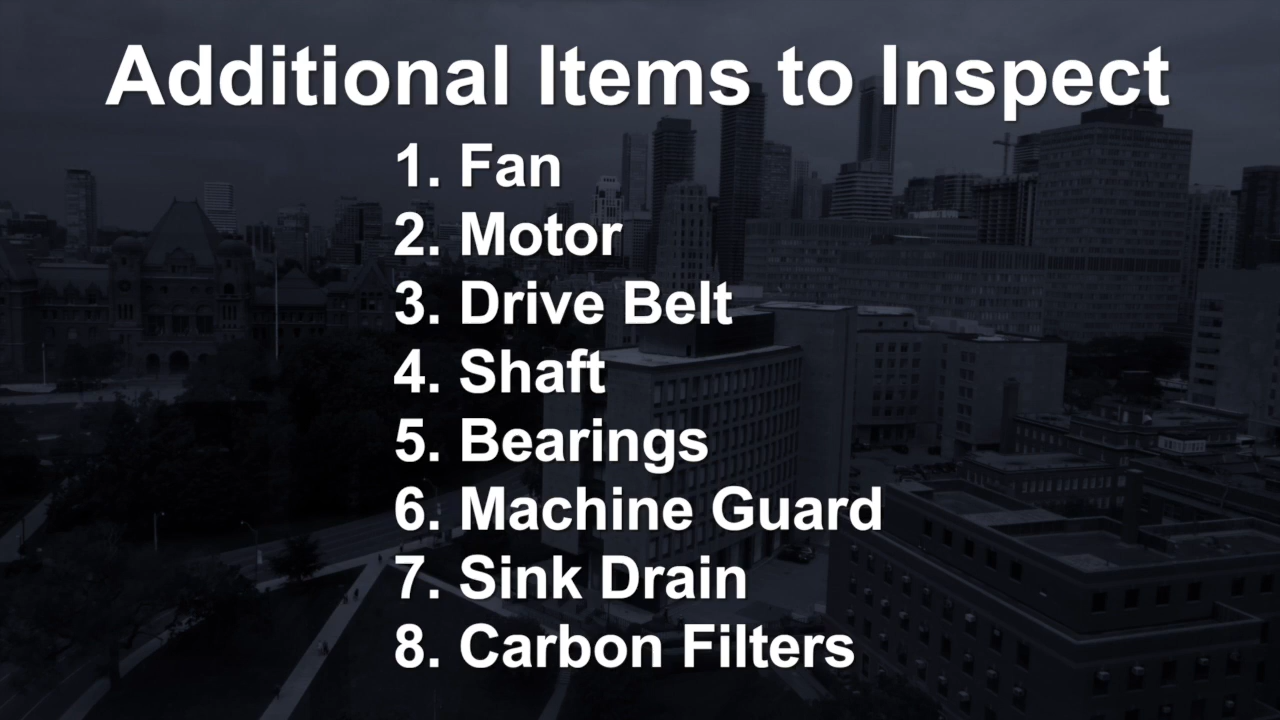 Additional Items to Inspect
1. Fan
2. Motor
3. Drive Belt
4. Shaft
5. Bearings
6. Machine Guard
7. Sink Drain
8. Carbon Filters